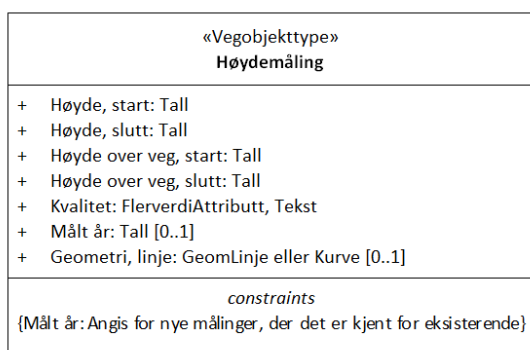 «Vegobjekttype»
Høydemåling
+ Høyde, start: Tall
+ Høyde, slutt: Tall
+ Høyde over veg, start: Tall
+ Høyde over veg, slutt: Tall
+ Kvalitet: FlerverdiAttributt, Tekst
+ Målt år: Tall [0..1]
+ Geometri, linje: GeomLinje eller Kurve [0..1]
constraints
{Målt år: Angis for nye målinger, der det er kjent for eksisterende}